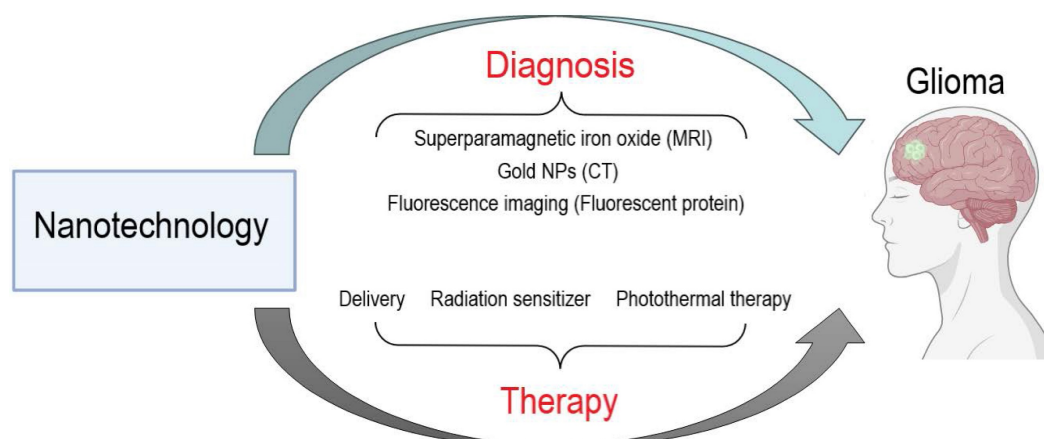 Diagnosis
Glioma
Superparamagnetic iron oxide (MRI)
Gold NPs (CT)
Fluorescence imaging (Fluorescent protein)
Nanotechnology
Delivery Radiation sensitizer Photothermal therapy
Therapy